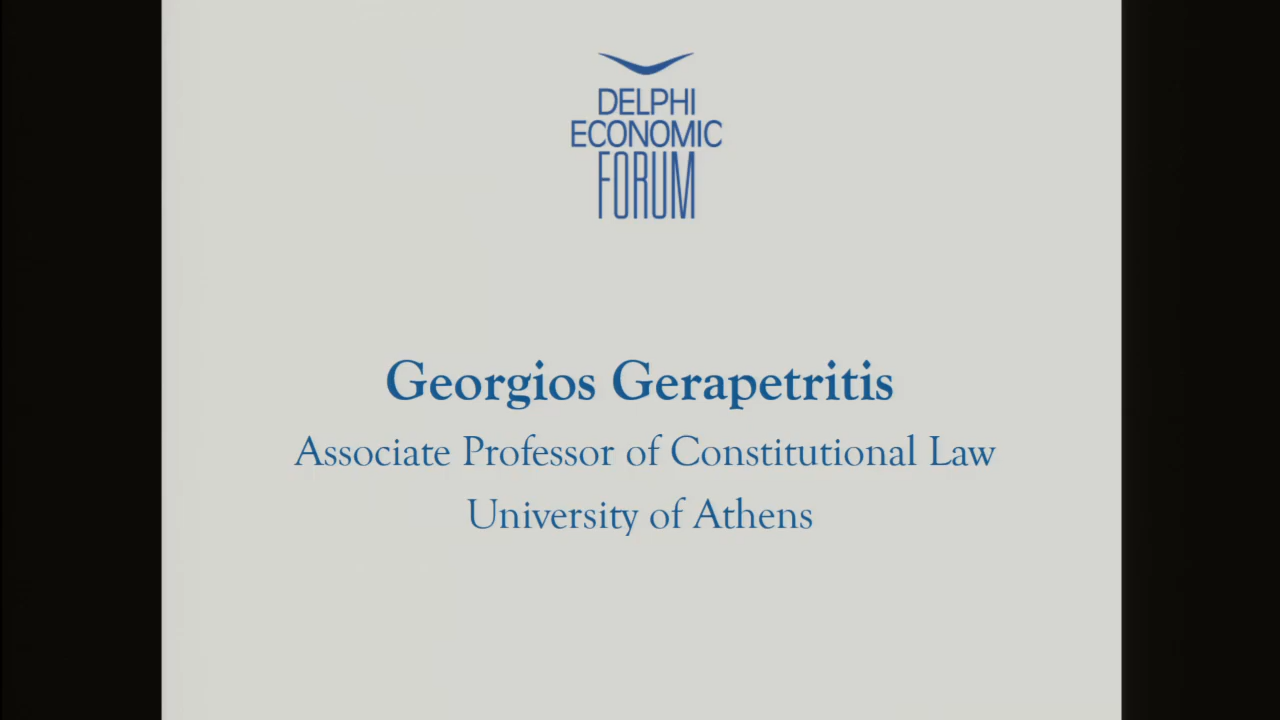 DELPHI
ECONOMIC
FORUM
Georgios Gerapetritis
Associate Professor of Constitutional Law
University of Athens